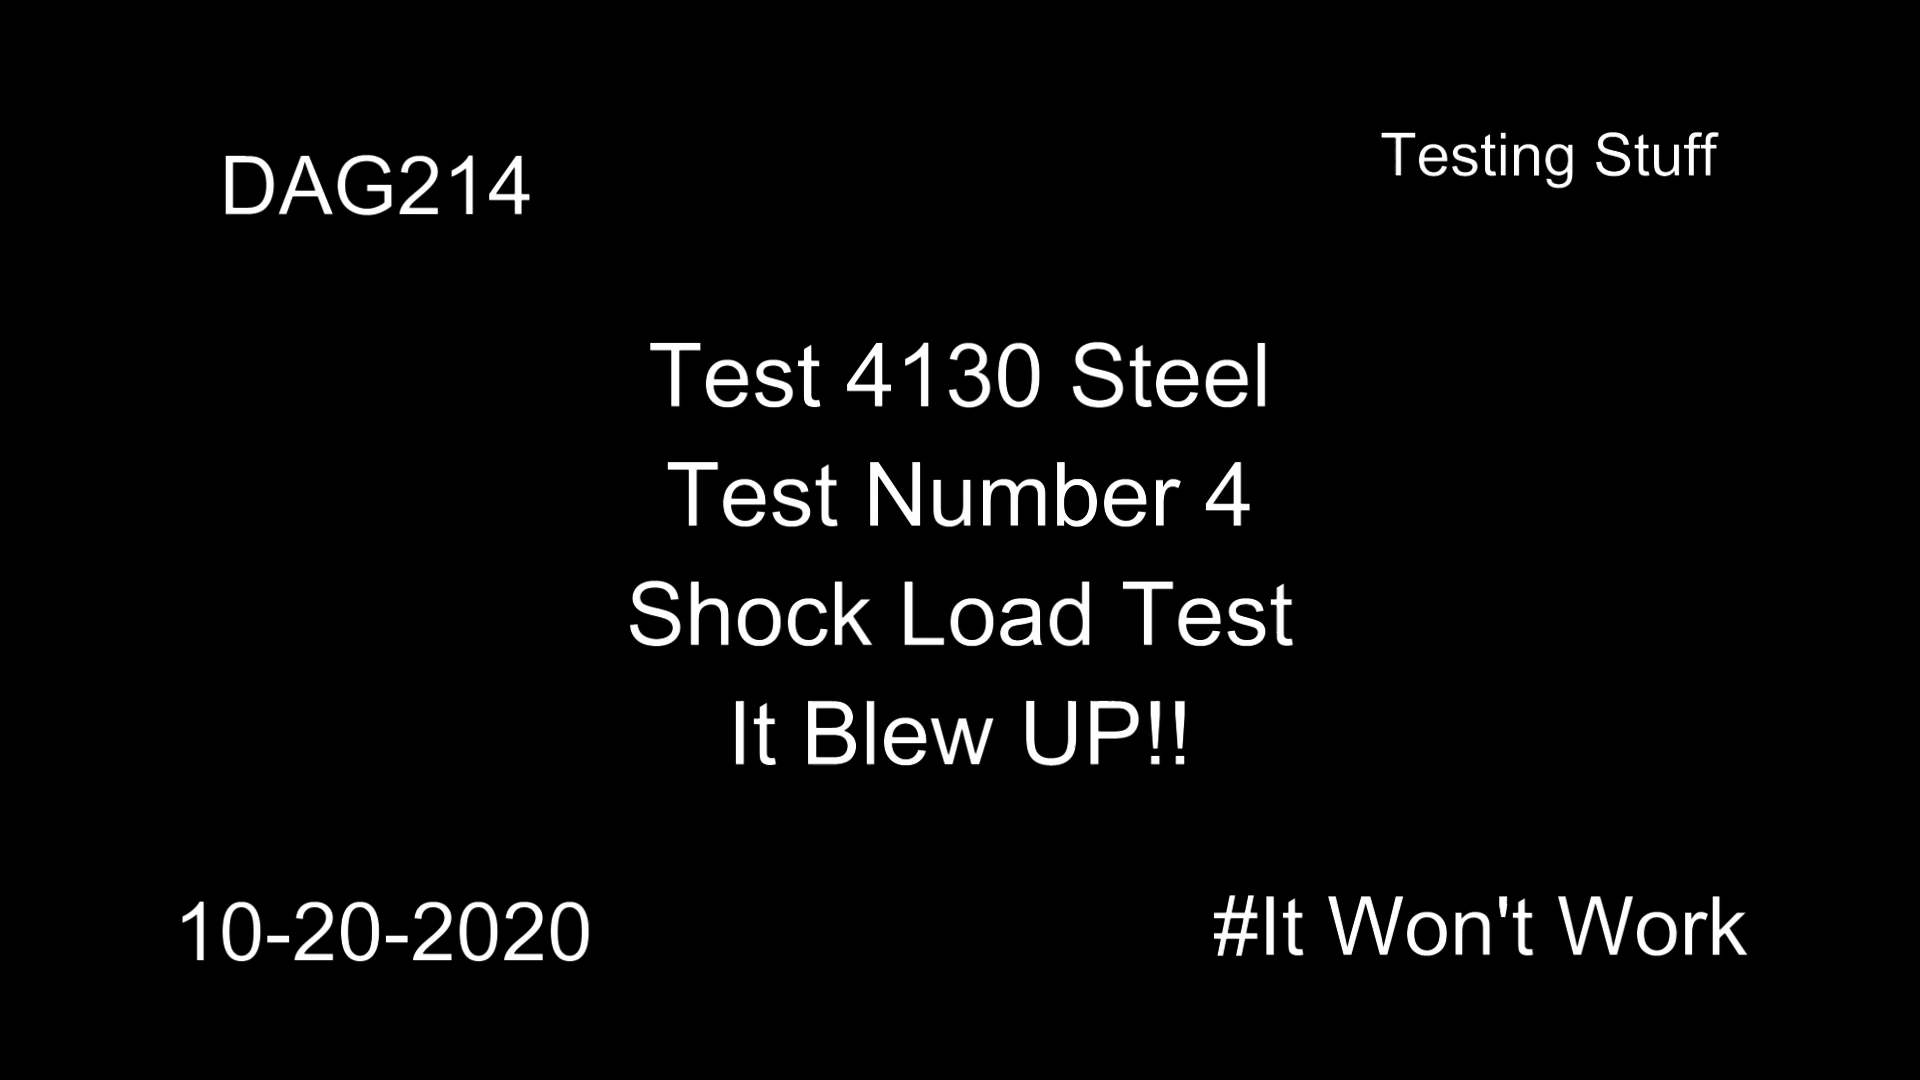 DAG214
Testing Stuff
Test 4130 Steel
Test Number 4
Shock Load Test
It Blew UP!!
10-20-2020
#It Won't Work